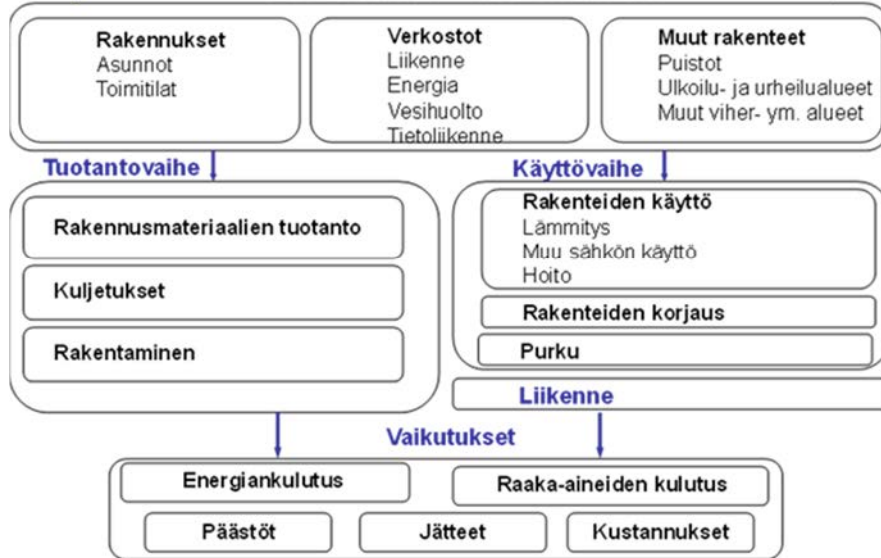 Rakennukset
Asunnot
Toimitilat
Verkostot
Liikenne
Energia
Vesihuolto
Tietoliikenne
Muut rakenteet
Puistot
Ulkoilu- ja urheilualueet
Muut viher- ym. alueet
Tuotantovaihe
Käyttövaihe
Rakennusmateriaalien tuotanto
Kuljetukset
Rakentaminen
Rakenteiden käyttö
Lämmitys
Muu sähkön käyttö
Hoito
Rakenteiden korjaus
Purku
Liikenne
Vaikutukset
Energiankulutus
Raaka-aineiden kulutus
Päästöt
Jätteet
Kustannukset